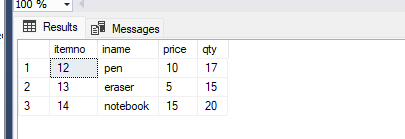 100 %
Results Messages
itemno iname price qty
1 12 pen 10 17
2 13 eraser 5 15
3 14 notebook 15 20